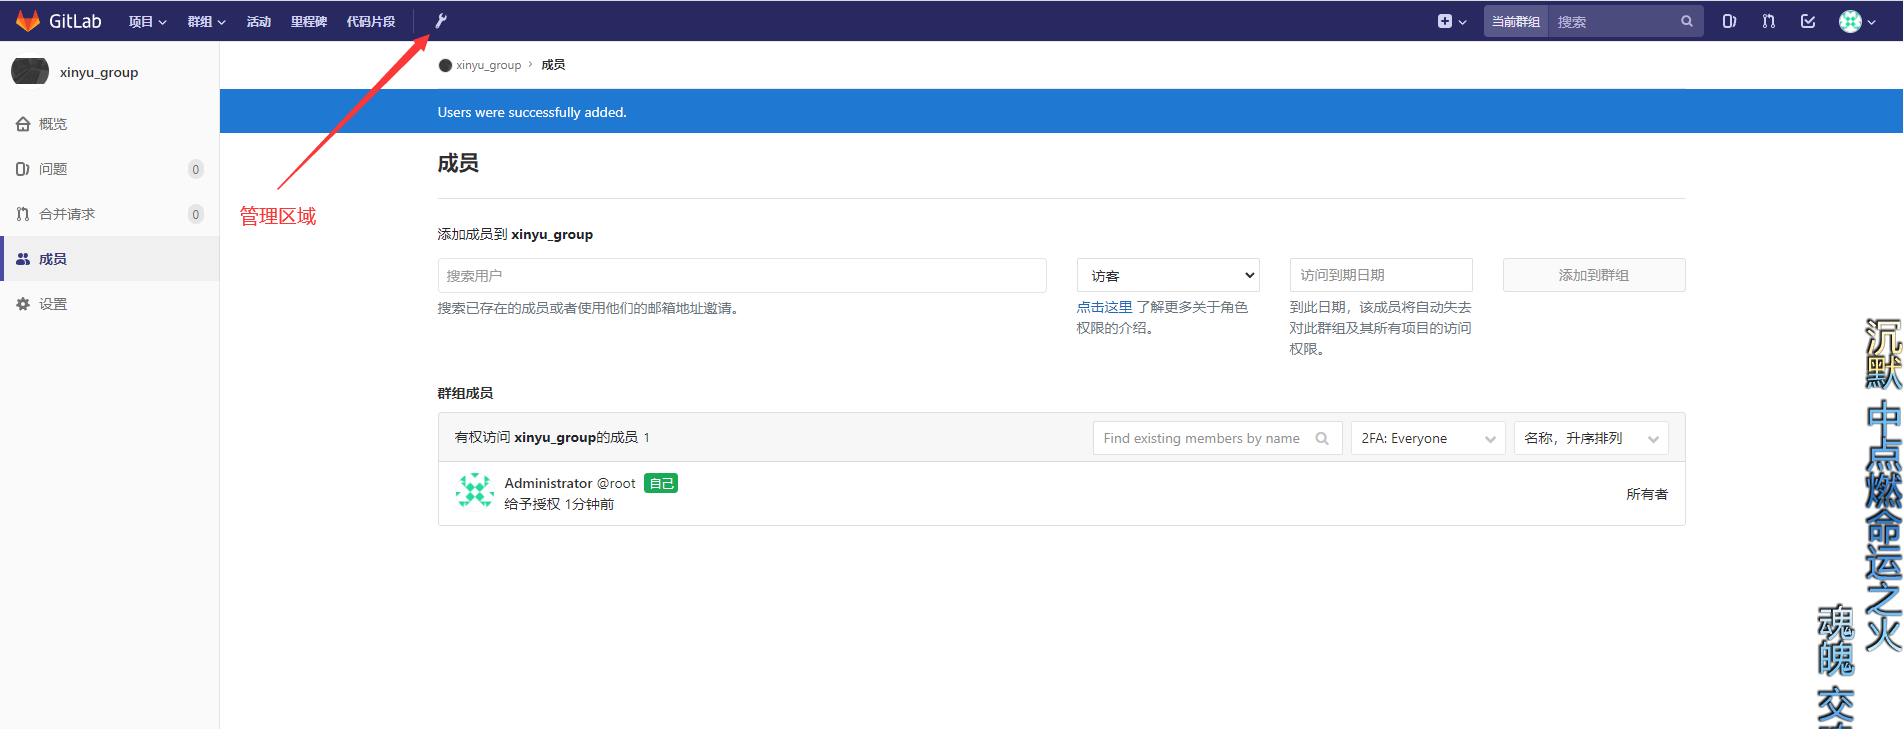 GitLab 项目 群组 活动 里程碑 代码片段 当前群组 搜索
xinyu_group
概览
问题 0
合并请求 0
成员
设置
xinyu_group › 成员
Users were successfully added.
管理区域
成员
添加成员到 xinyu_group
搜索用户 访客 访问到期日期 添加到群组
搜索已存在的成员或者使用他们的邮箱地址邀请。
点击这里 了解更多关于角色
权限的介绍。
到此日期，该成员将自动失去
对此群组及其所有项目的访问
权限。
群组成员
有权访问 xinyu_group的成员 1 Find existing members by name 2FA: Everyone 名称，升序排列
Administrator @root 自己
给予授权 1分钟前
所有者
沉默 中点燃命运之火
魂魄 交